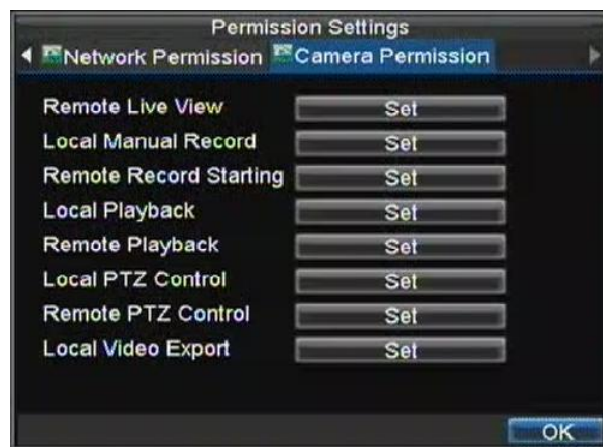 Permission Settings
Network Permission Camera Permission
Remote Live View Set
Local Manual Record Set
Remote Record Starting Set
Local Playback Set
Remote Playback Set
Local PTZ Control Set
Remote PTZ Control Set
Local Video Export Set
OK